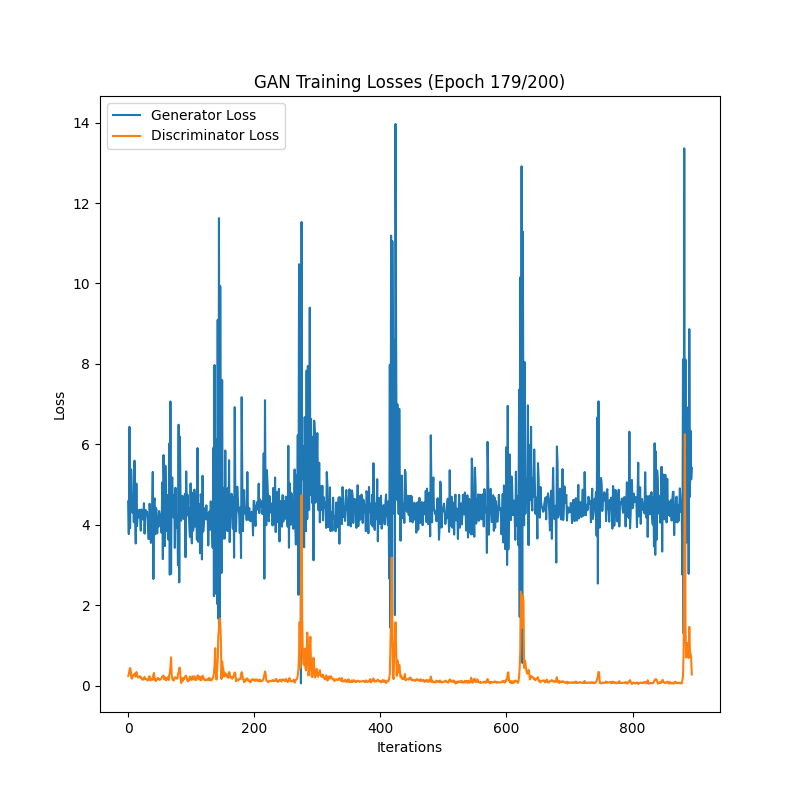 GAN Training Losses (Epoch 179/200)
Generator Loss
Discriminator Loss
14
12
10
8
6
4
2
0
Loss
0 200 400 600 800
Iterations